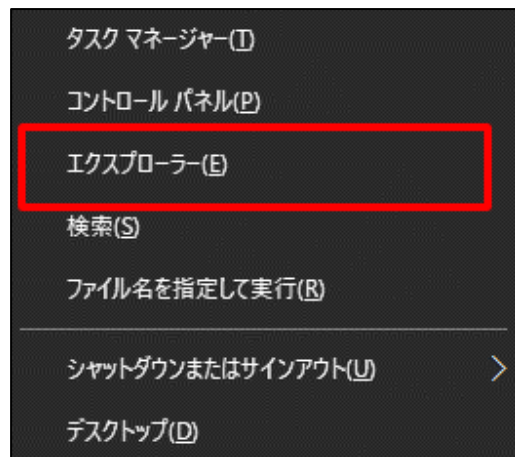 タスク マネージャー(T)
コントロール パネル(P)
エクスプローラー(E)
検索(S)
ファイル名を指定して実行(R)
シャットダウンまたはサインアウト(U)
デスクトップ(D)